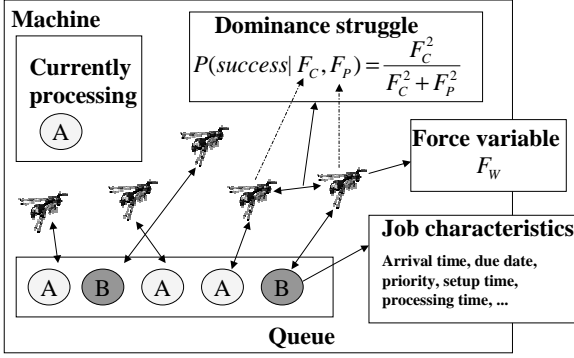 Machine
Dominance struggle
P(success| F_C, F_P) = F_C^2 / (F_C^2 + F_P^2)
Currently
processing
A
Force variable
F_W
Job characteristics
Arrival time, due date,
priority, setup time,
processing time, ...
A B A A B
Queue